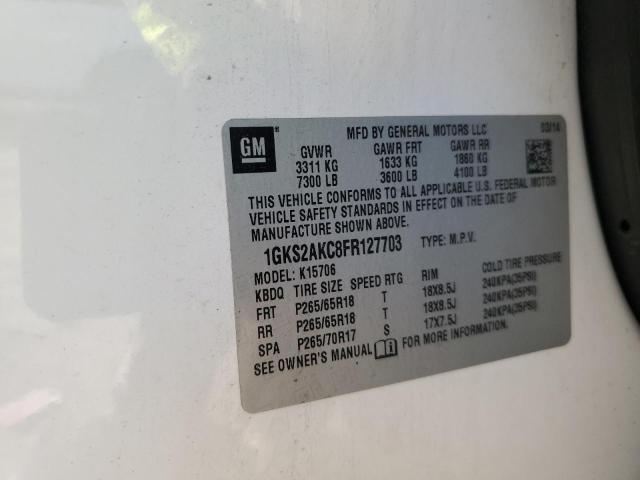 GM ®
MFD BY GENERAL MOTORS LLC 03/14
GVWR GAWR FRT GAWR RR
3311 KG 1633 KG 1860 KG
7300 LB 3600 LB 4100 LB
THIS VEHICLE CONFORMS TO ALL APPLICABLE U.S. FEDERAL MOTOR
VEHICLE SAFETY STANDARDS IN EFFECT ON THE DATE OF
MANUFACTURE SHOWN ABOVE.
1GKS2AKC8FR127703 TYPE: M.P.V.
MODEL: K15706
KBDQ TIRE SIZE SPEED RTG RIM COLD TIRE PRESSURE
FRT P265/65R18 T 18X8.5J 240KPA(35PSI)
RR P265/65R18 T 18X8.5J 240KPA(35PSI)
SPA P265/70R17 S 17X7.5J 240KPA(35PSI)
SEE OWNER'S MANUAL FOR MORE INFORMATION.